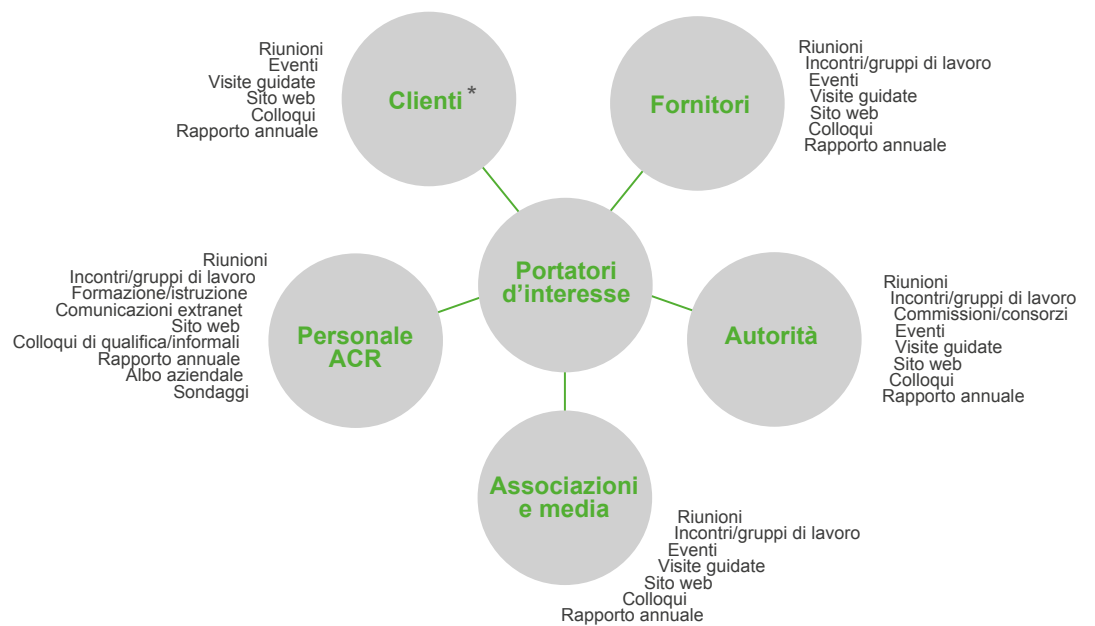 Riunioni
Eventi
Visite guidate
Sito web
Colloqui
Rapporto annuale
Clienti *
Fornitori
Riunioni
Incontri/gruppi di lavoro
Eventi
Visite guidate
Sito web
Colloqui
Rapporto annuale
Portatori
d’interesse
Riunioni
Incontri/gruppi di lavoro
Formazione/istruzione
Comunicazioni extranet
Sito web
Colloqui di qualifica/informali
Rapporto annuale
Albo aziendale
Sondaggi
Personale
ACR
Autorità
Riunioni
Incontri/gruppi di lavoro
Commissioni/consorzi
Eventi
Visite guidate
Sito web
Colloqui
Rapporto annuale
Associazioni
e media
Riunioni
Incontri/gruppi di lavoro
Eventi
Visite guidate
Sito web
Colloqui
Rapporto annuale